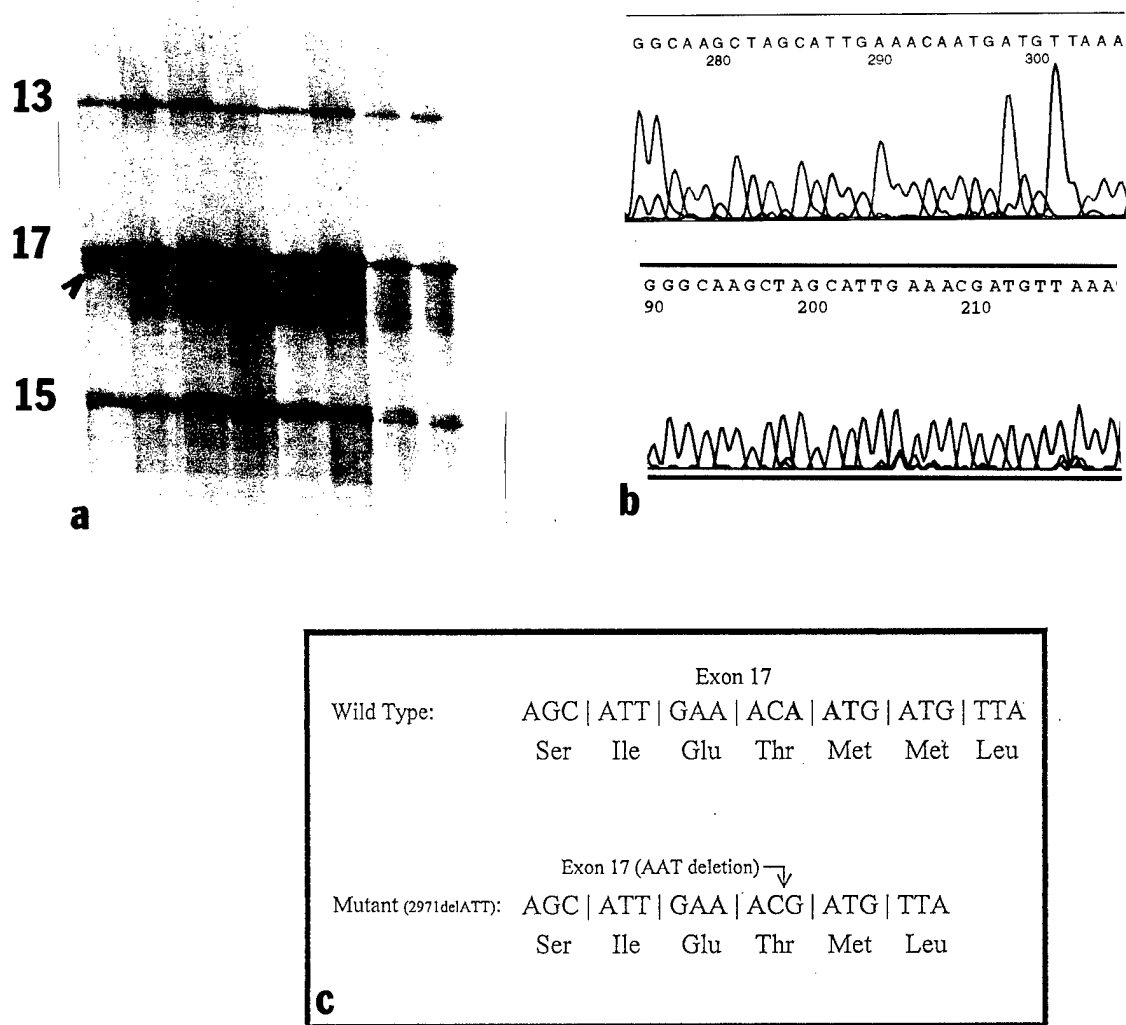 13
17
15
a
GGCAAGCTAGCATTGAAACAATGATGTTAAA
280 290 300
GGGCAAGCTAGCATTGAAACGATGTTAAA
90 200 210
b
Exon 17
Wild Type: AGC | ATT | GAA | ACA | ATG | ATG | TTA
Ser Ile Glu Thr Met Met Leu
Exon 17 (AAT deletion)
Mutant (2971delATT): AGC | ATT | GAA | ACG | ATG | TTA
Ser Ile Glu Thr Met Leu
c